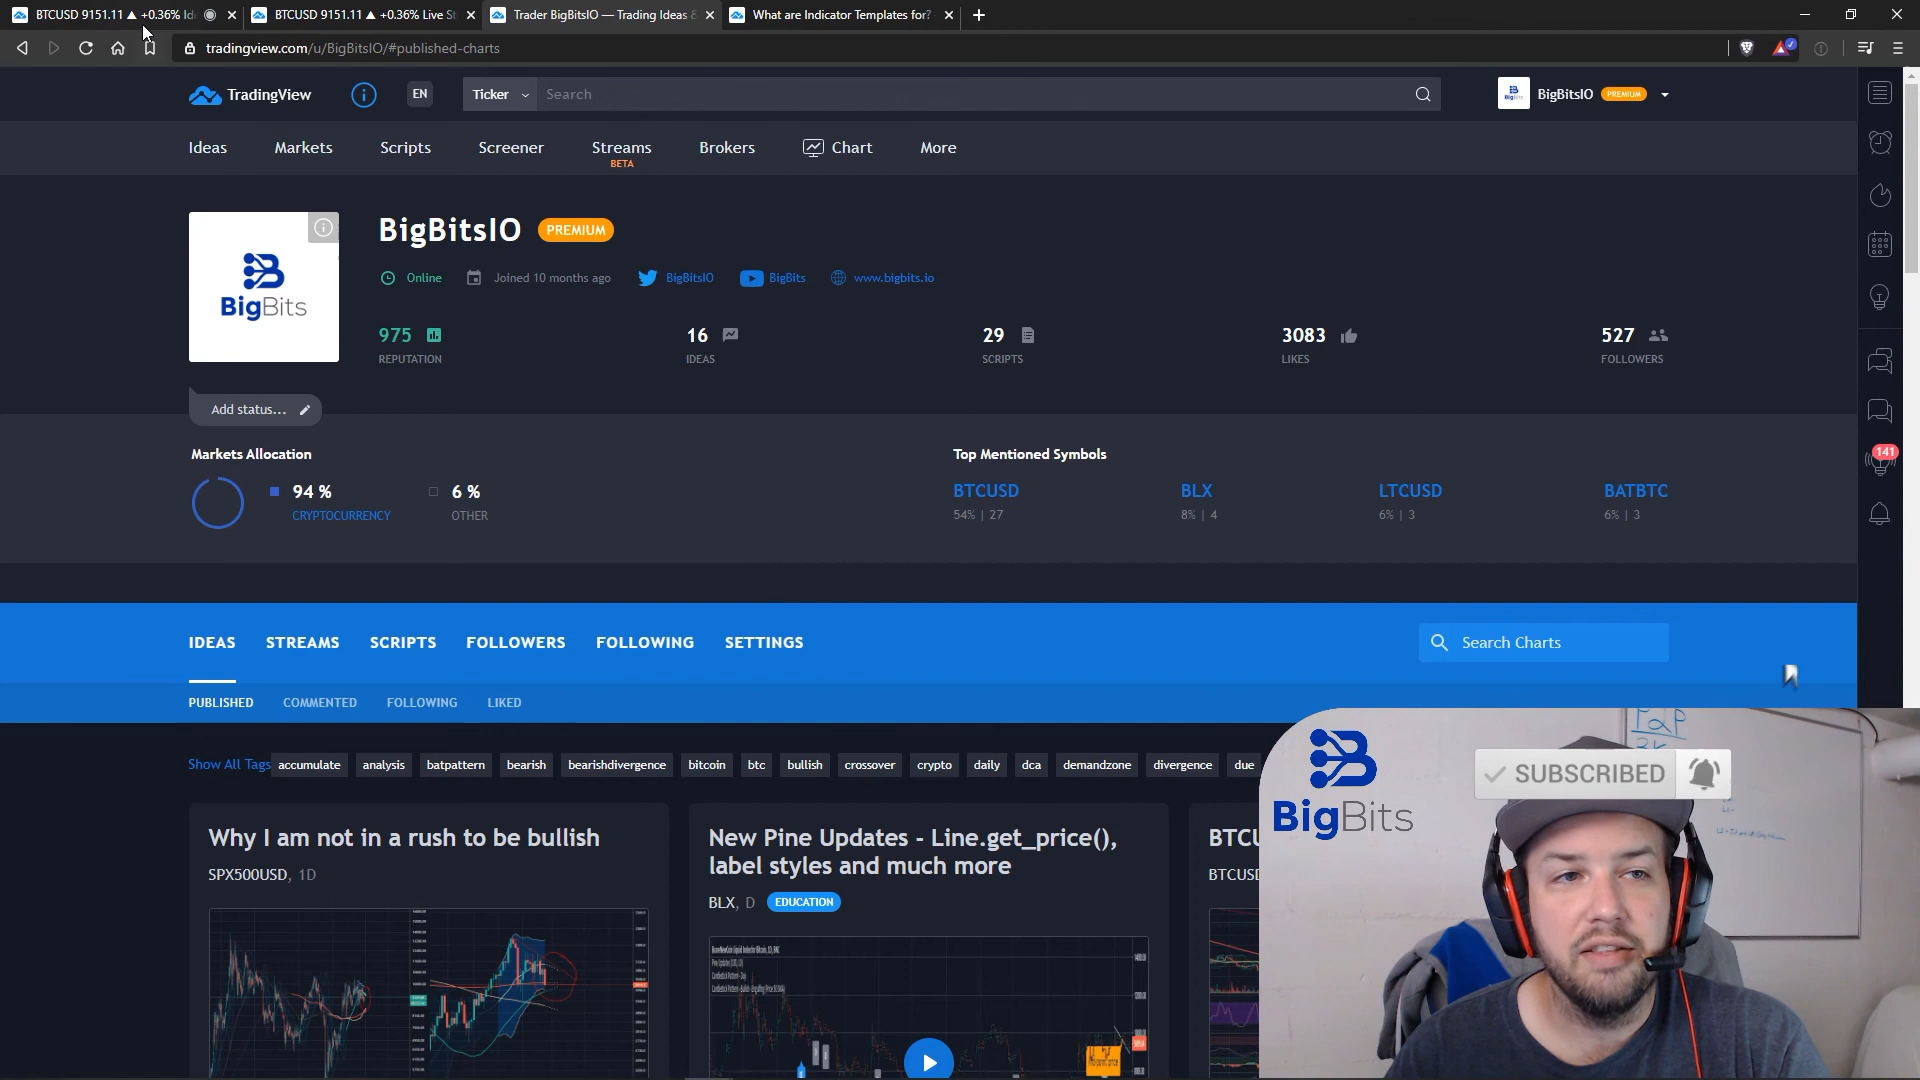 BTCUSD 9151.11 ▲ +0.36% Id
BTCUSD 9151.11 ▲ +0.36% Live St
Trader BigBitsIO — Trading Ideas &
What are Indicator Templates for?
tradingview.com/u/BigBitsIO/#published-charts
TradingView
EN
Ticker
Search
BigBitsIO PREMIUM
Ideas
Markets
Scripts
Screener
Streams
BETA
Brokers
Chart
More
BigBits
BigBitsIO PREMIUM
Online
Joined 10 months ago
BigBitsIO
BigBits
www.bigbits.io
975
REPUTATION
16
IDEAS
29
SCRIPTS
3083
LIKES
527
FOLLOWERS
141
Add status...
Markets Allocation
94 %
CRYPTOCURRENCY
6 %
OTHER
Top Mentioned Symbols
BTCUSD
54% | 27
BLX
8% | 4
LTCUSD
6% | 3
BATBTC
6% | 3
IDEAS STREAMS SCRIPTS FOLLOWERS FOLLOWING SETTINGS
Search Charts
PUBLISHED COMMENTED FOLLOWING LIKED
Show All Tags accumulate analysis batpattern bearish bearishdivergence bitcoin btc bullish crossover crypto daily dca demandzone divergence due
Why I am not in a rush to be bullish
SPX500USD, 1D
New Pine Updates - Line.get_price(),
label styles and much more
BLX, D EDUCATION
BTCU
BTCUSD
BigBits
SUBSCRIBED